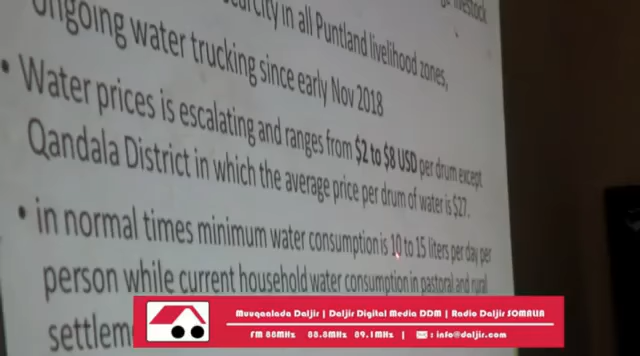 in all Puntland livelihood zones,
livestock
Ongoing water trucking since early Nov 2018
• Water prices is escalating and ranges from $2 to $8 USD per drum except
Qandala District in which the average price per drum of water is $27.
• in normal times minimum water consumption is 10 to 15 liters per day per
person while current household water consumption in pastoral and rural
Muuqaalada Daljir | Daljir Digital Media DDM | Radio Daljir SOMALIA
FM 88MHz 88.8MHz 89.1MHz | : info@daljir.com